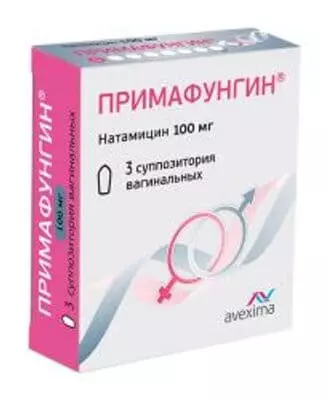 ПРИМАФУНГИН®
Натамицин 100 мг
3 суппозитория
вагинальных
avexima
ПРИМАФУНГИН®
100 мг
3 Суппозитория вагинальных